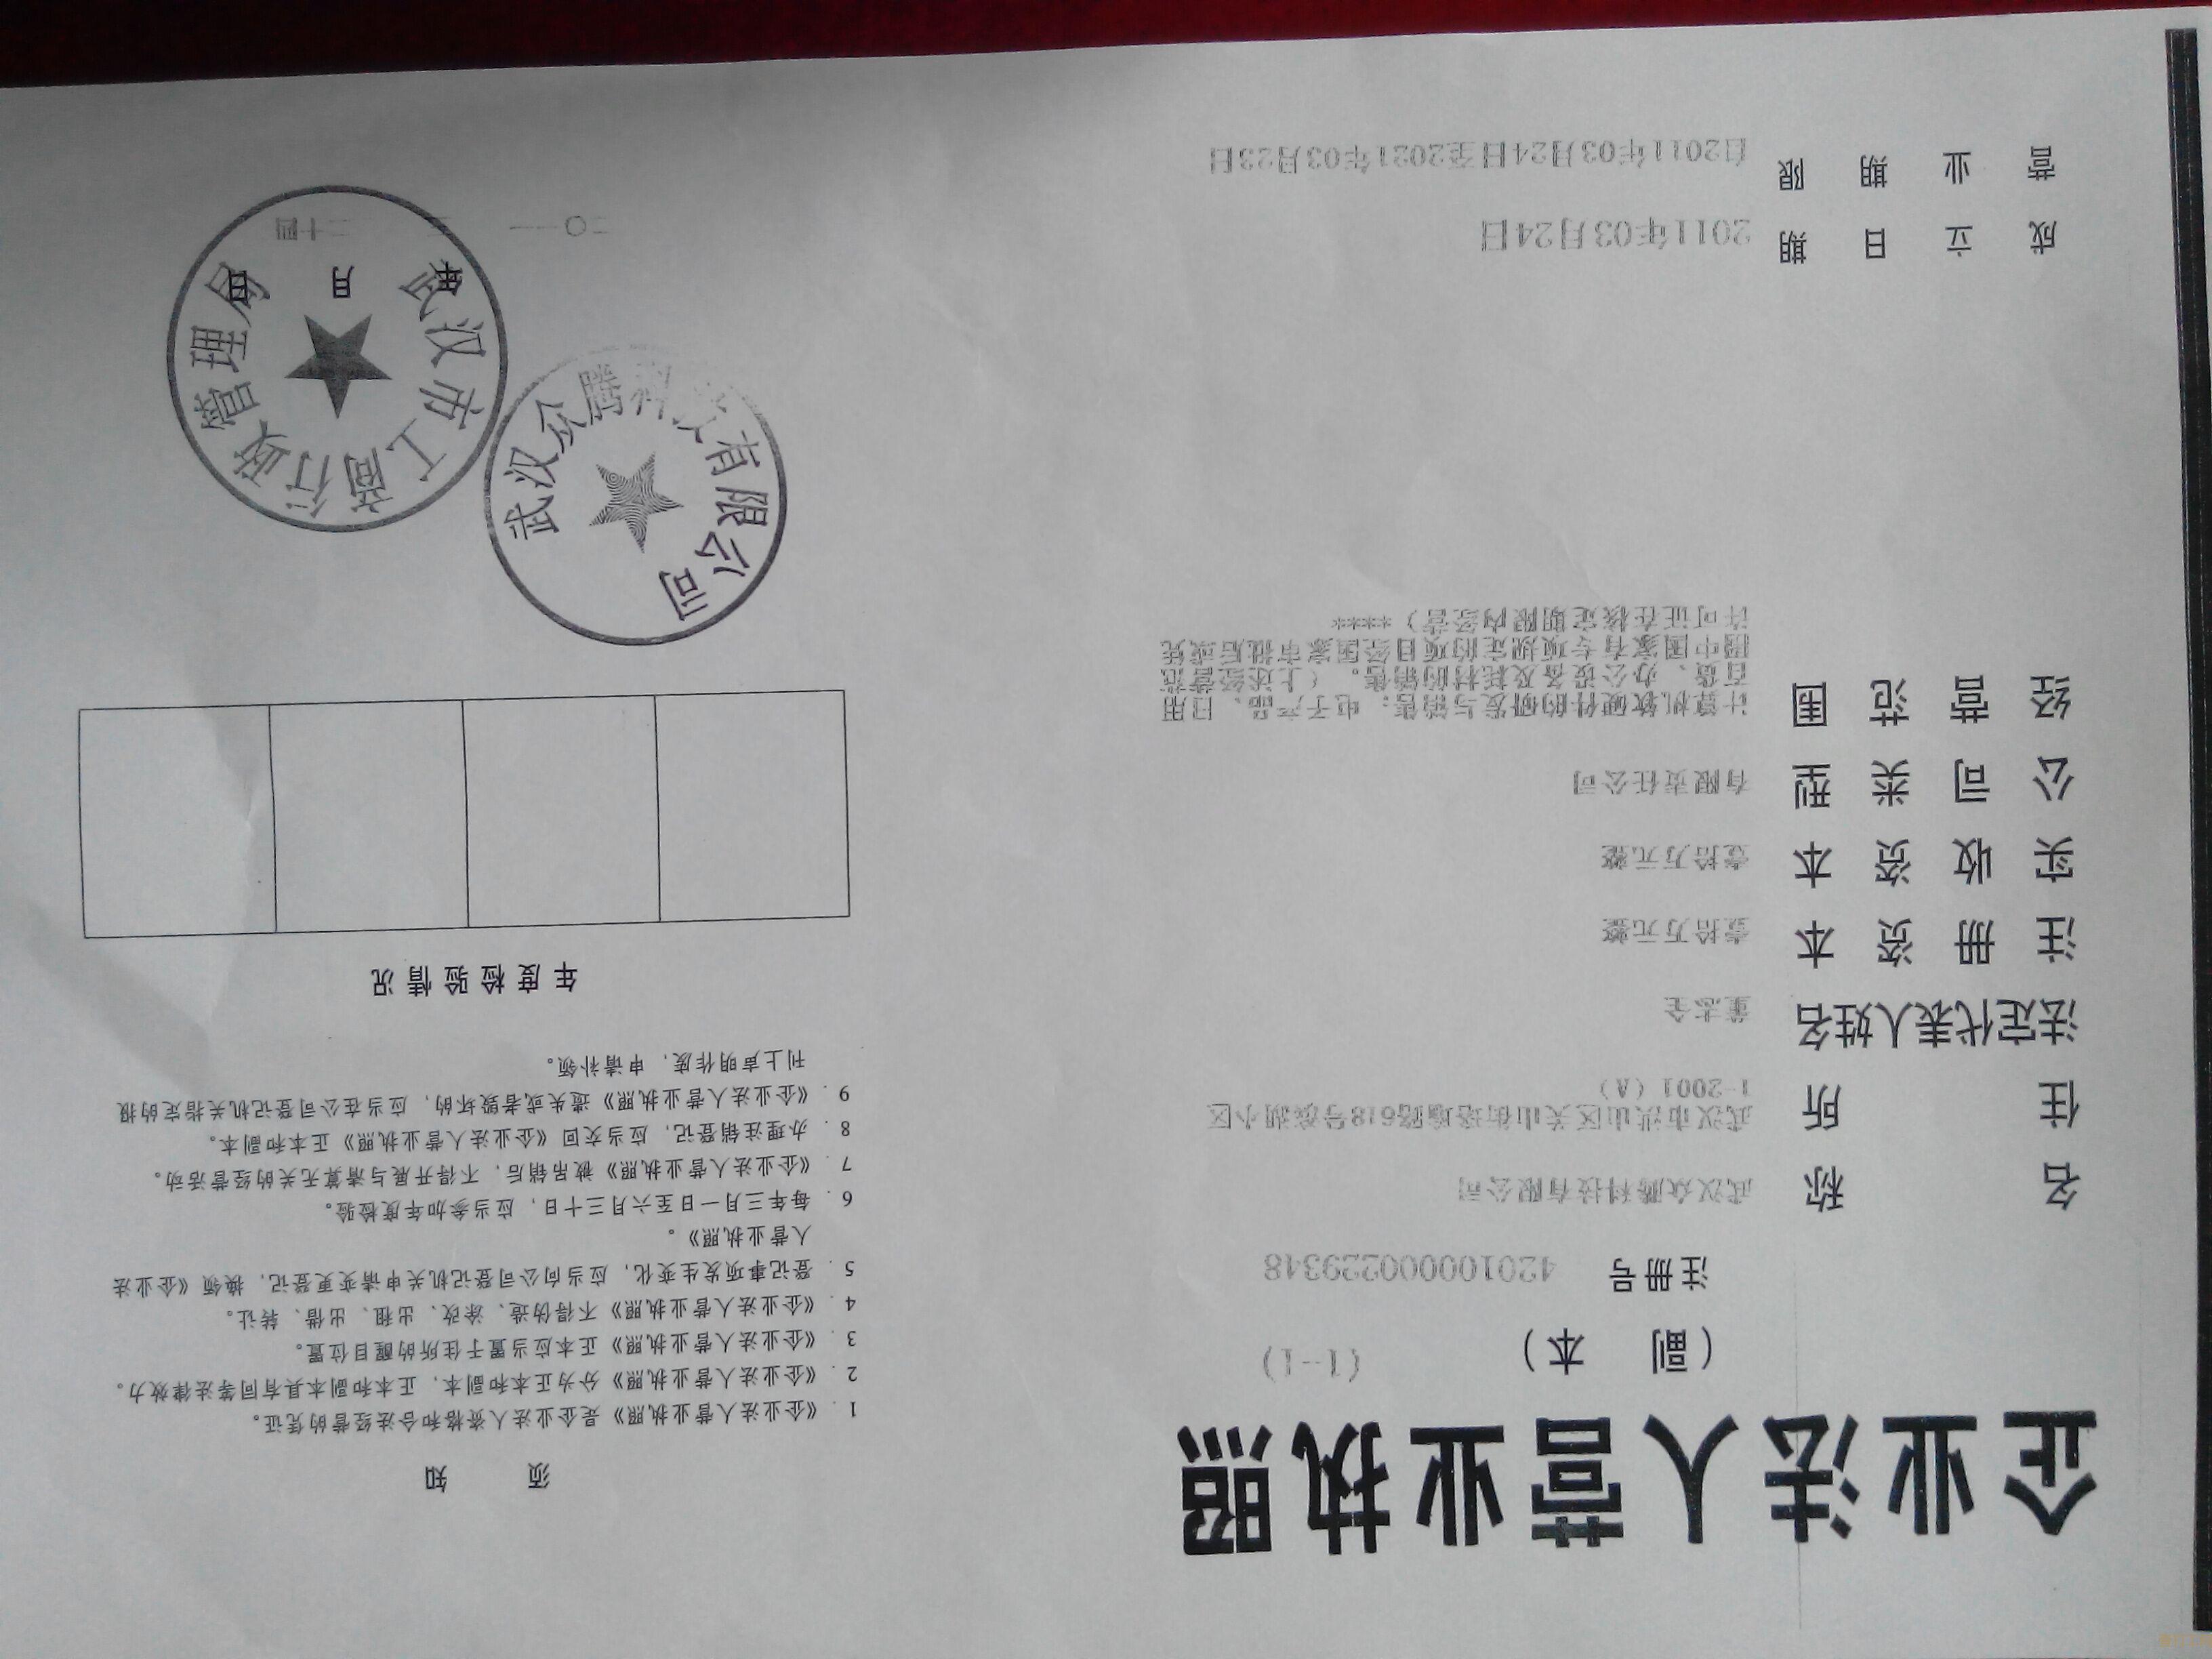 企业法人营业执照
（副 本） （1-1）
注册号 420100000229348
名 称 武汉众腾科技有限公司
住 所 武汉市洪山区关山街珞瑜路618号滨湖小区
1-2001（A）
法定代表人姓名 董志全
注册资本 壹拾万元整
实收资本 壹拾万元整
公司类型 有限责任公司
经营范围 计算机软硬件的研发与销售；电子产品、日用
百货、办公设备及耗材的销售。（上述经营范
围中国家有专项规定的项目经国家审批后或凭
许可证在核定期限内经营）****
成立日期 2011年03月24日
营业期限 自2011年03月24日至2021年03月23日
须 知
1．《企业法人营业执照》是企业法人资格和合法经营的凭证。
2．《企业法人营业执照》分为正本和副本，正本和副本具有同等法律效力。
3．《企业法人营业执照》正本应当置于住所的醒目位置。
4．《企业法人营业执照》不得伪造、涂改、出租、出借、转让。
5．登记事项发生变化，应当向公司登记机关申请变更登记，换领《企业法
人营业执照》。
6．每年三月一日至六月三十日，应当参加年度检验。
7．《企业法人营业执照》被吊销后，不得开展与清算无关的经营活动。
8．办理注销登记，应当交回《企业法人营业执照》正本和副本。
9．《企业法人营业执照》遗失或者毁坏的，应当在公司登记机关指定的报
刊上声明作废，申请补领。
年度检验情况
武汉众腾科技有限公司
武汉市工商行政管理局
年 月 日
二〇一一 三 二十四